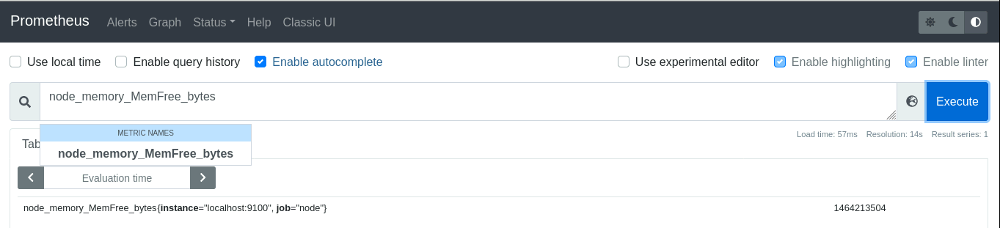 Prometheus Alerts Graph Status Help Classic UI
Use local time Enable query history Enable autocomplete Use experimental editor Enable highlighting Enable linter
node_memory_MemFree_bytes Execute
METRIC NAMES
Load time: 57ms Resolution: 14s Result series: 1
Tab
node_memory_MemFree_bytes
Evaluation time
node_memory_MemFree_bytes{instance="localhost:9100", job="node"} 1464213504